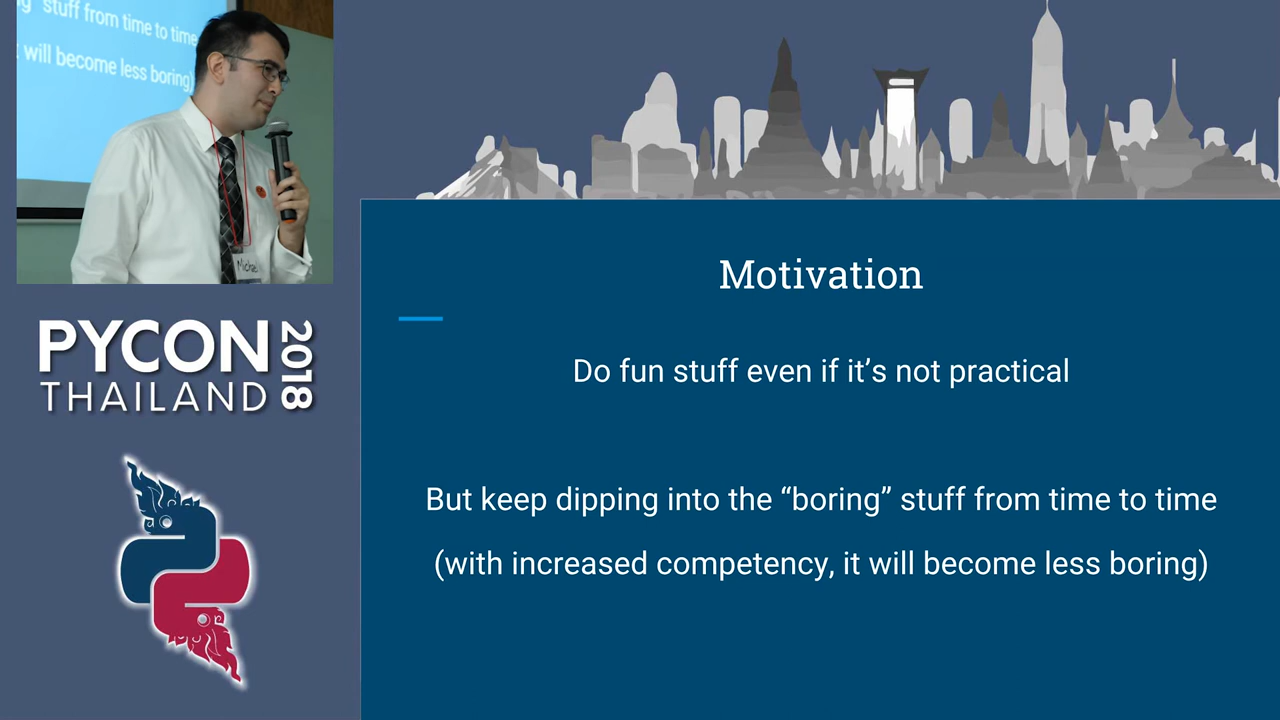 g" stuff from time to time
will become less boring)
Micha
PYCON
THAILAND
2018
Motivation
Do fun stuff even if it’s not practical
But keep dipping into the “boring” stuff from time to time
(with increased competency, it will become less boring)